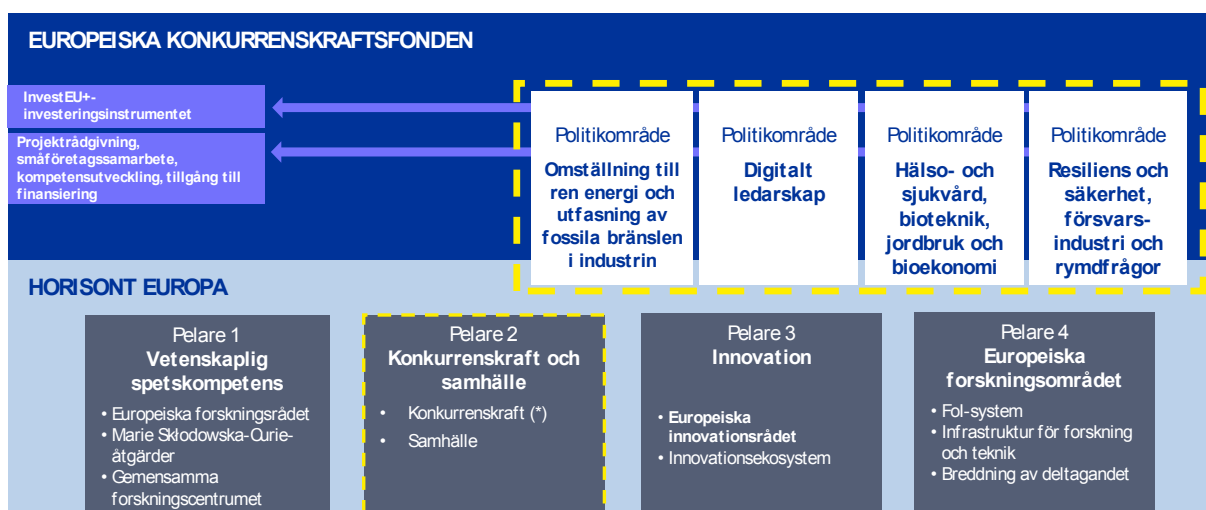 EUROPEISKA KONKURRENSKRAFTSFONDEN
InvestEU+-
investeringsinstrumentet
Projektrådgivning,
småföretagssamarbete,
kompetensutveckling, tillgång till
finansiering
Politikområde
Omställning till
ren energi och
utfasning av
fossila bränslen
i industrin
Politikområde
Digitalt
ledarskap
Politikområde
Hälso- och
sjukvård,
bioteknik,
jordbruk och
bioekonomi
Politikområde
Resiliens och
säkerhet,
försvars-
industri och
rymdfrågor
HORISONT EUROPA
Pelare 1
Vetenskaplig
spetskompetens
• Europeiska forskningsrådet
• Marie Skłodowska-Curie-
åtgärder
• Gemensamma
forskningscentrumet
Pelare 2
Konkurrenskraft och
samhälle
• Konkurrenskraft (*)
• Samhälle
Pelare 3
Innovation
• Europeiska
innovationsrådet
• Innovationsekosystem
Pelare 4
Europeiska
forskningsområdet
• FoI-system
• Infrastruktur för forskning
och teknik
• Breddning av deltagandet